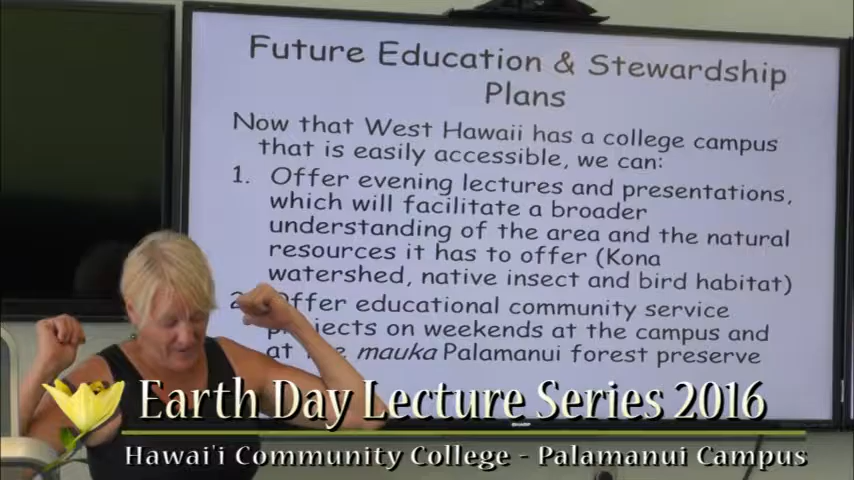 Future Education & Stewardship
Plans
Now that West Hawaii has a college campus
that is easily accessible, we can:
1. Offer evening lectures and presentations,
which will facilitate a broader
understanding of the area and the natural
resources it has to offer (Kona
watershed, native insect and bird habitat)
2. Offer educational community service
on weekends at the campus and
at mauka Palamanui forest preserve
SHARP
Earth Day Lecture Series 2016
Hawai'i Community College - Palamanui Campus